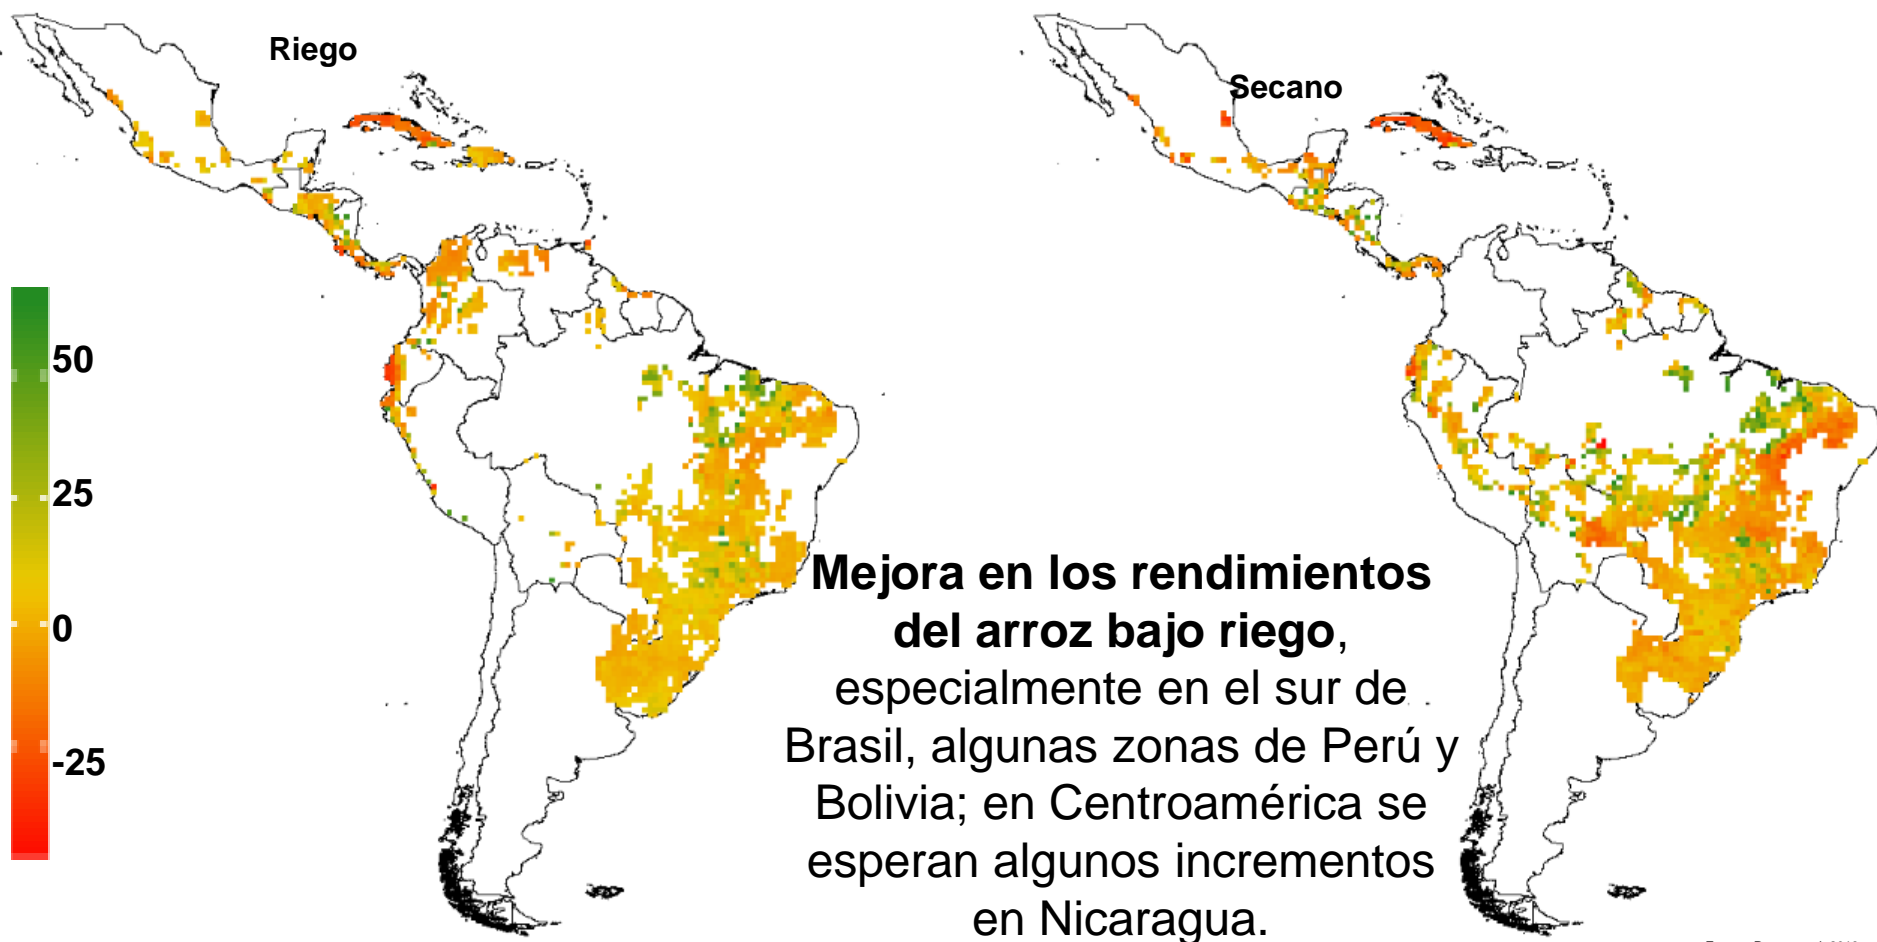 Riego
Secano
50
25
0
-25
Mejora en los rendimientos
del arroz bajo riego,
especialmente en el sur de
Brasil, algunas zonas de Perú y
Bolivia; en Centroamérica se
esperan algunos incrementos
en Nicaragua.